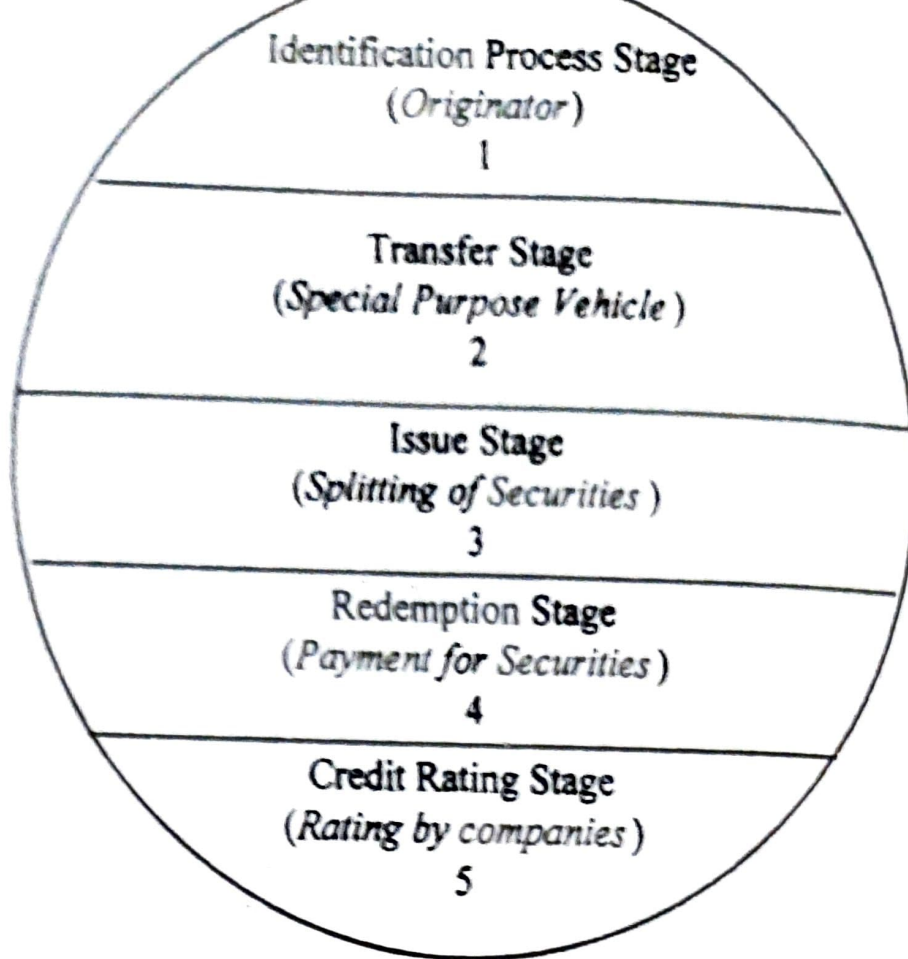 Identification Process Stage
(Originator)
1
Transfer Stage
(Special Purpose Vehicle)
2
Issue Stage
(Splitting of Securities)
3
Redemption Stage
(Payment for Securities)
4
Credit Rating Stage
(Rating by companies)
5